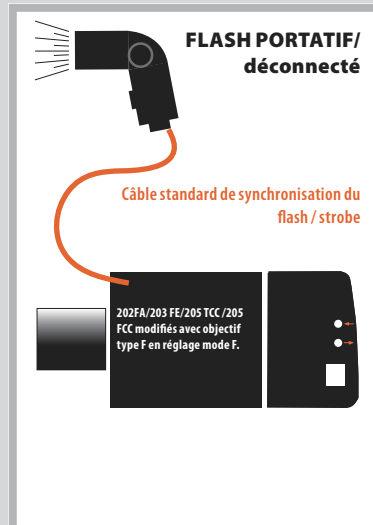 FLASH PORTATIF/
déconnecté
Câble standard de synchronisation du
flash / strobe
202FA/203 FE/205 TCC /205
FCC modifiés avec objectif
type F en réglage mode F.